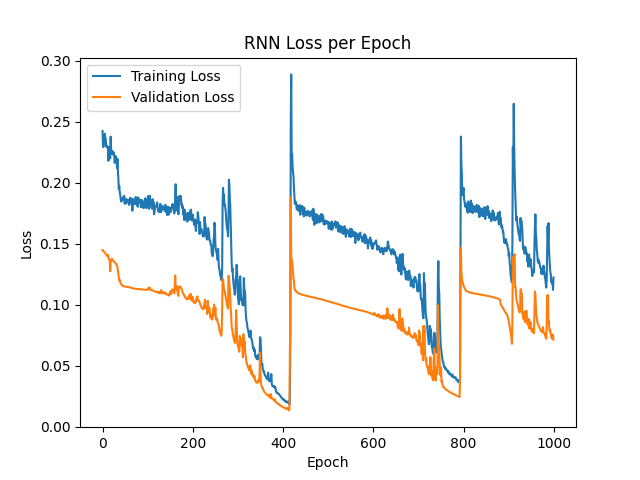 RNN Loss per Epoch
Training Loss
Validation Loss
0.30
0.25
0.20
0.15
0.10
0.05
0.00
Loss
0 200 400 600 800 1000
Epoch